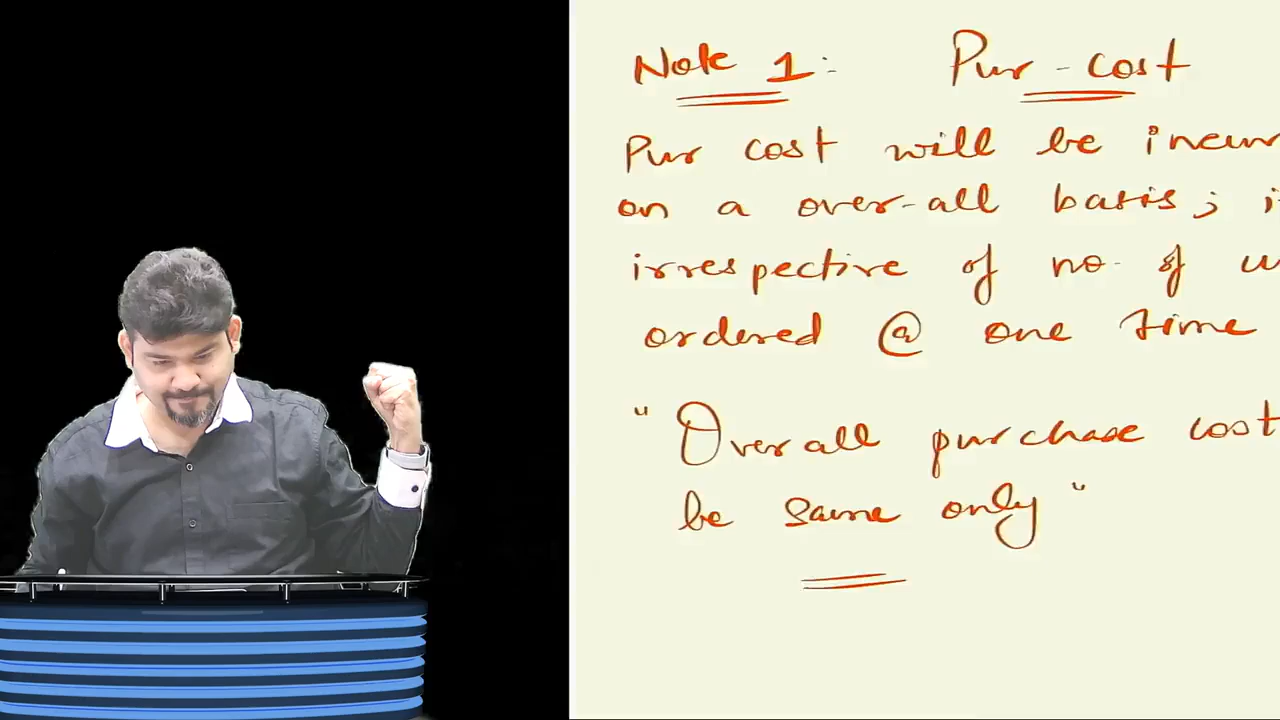 Note 1:- Pur-cost
Pur cost will be incur
on a over-all basis; i
irrespective of no. of u
ordered @ one time
"Overall purchase cost
be same only"